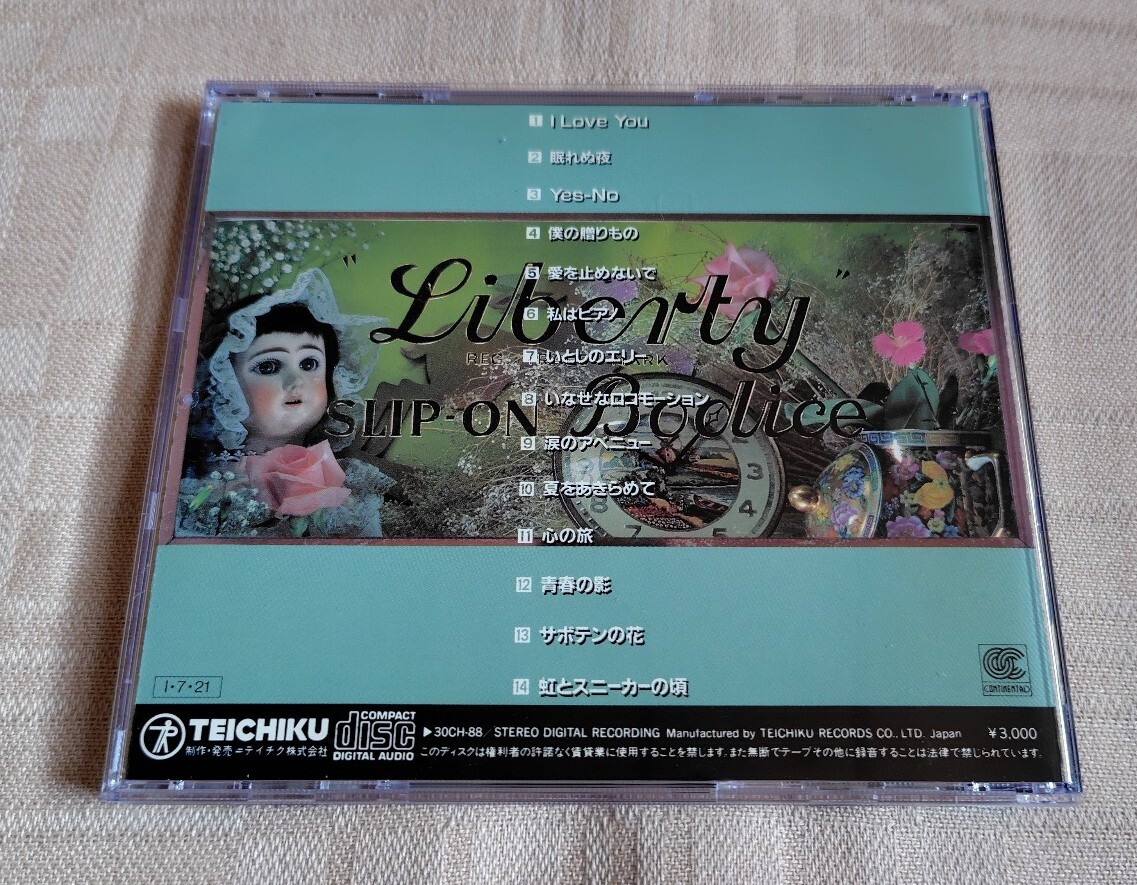 1 I Love You
2 眠れぬ夜
3 Yes-No
4 僕の贈りもの
"Liberty"
5 愛を止めないで
6 私はピアノ
7 いとしのエリー
SLIP-ON Bodice
8 いなせなロコモーション
9 涙のアベニュー
10 夏をあきらめて
11 心の旅
3
4
5
7
8
12 青春の影
13 サボテンの花
14 虹とスニーカーの頃
1・7・21
CONTINENTAL
TEICHIKU
制作・発売=テイチク株式会社
COMPACT
disc
DIGITAL AUDIO
▶30CH-88/STEREO DIGITAL RECORDING Manufactured by TEICHIKU RECORDS CO., LTD. Japan ¥3,000
このディスクは権利者の許諾なく賃貸業に使用することを禁じます。また無断でテープその他に録音することは法律で禁じられています。